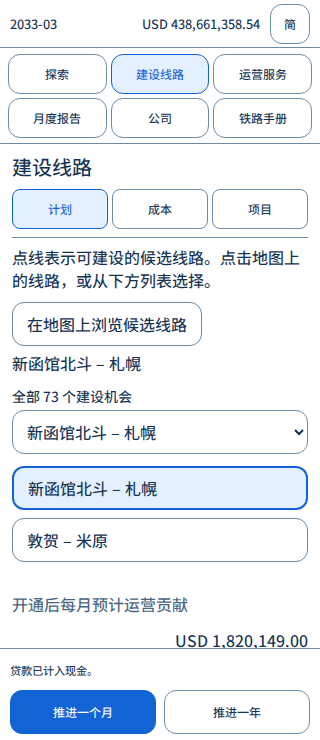 2033-03
USD 438,661,358.54
简
探索
建设线路
运营服务
月度报告
公司
铁路手册
建设线路
计划
成本
项目
点线表示可建设的候选线路。点击地图上
的线路，或从下方列表选择。
在地图上浏览候选线路
新函馆北斗 – 札幌
全部 73 个建设机会
新函馆北斗 – 札幌
新函馆北斗 – 札幌
敦贺 – 米原
开通后每月预计运营贡献
USD 1,820,149.00
贷款已计入现金。
推进一个月
推进一年